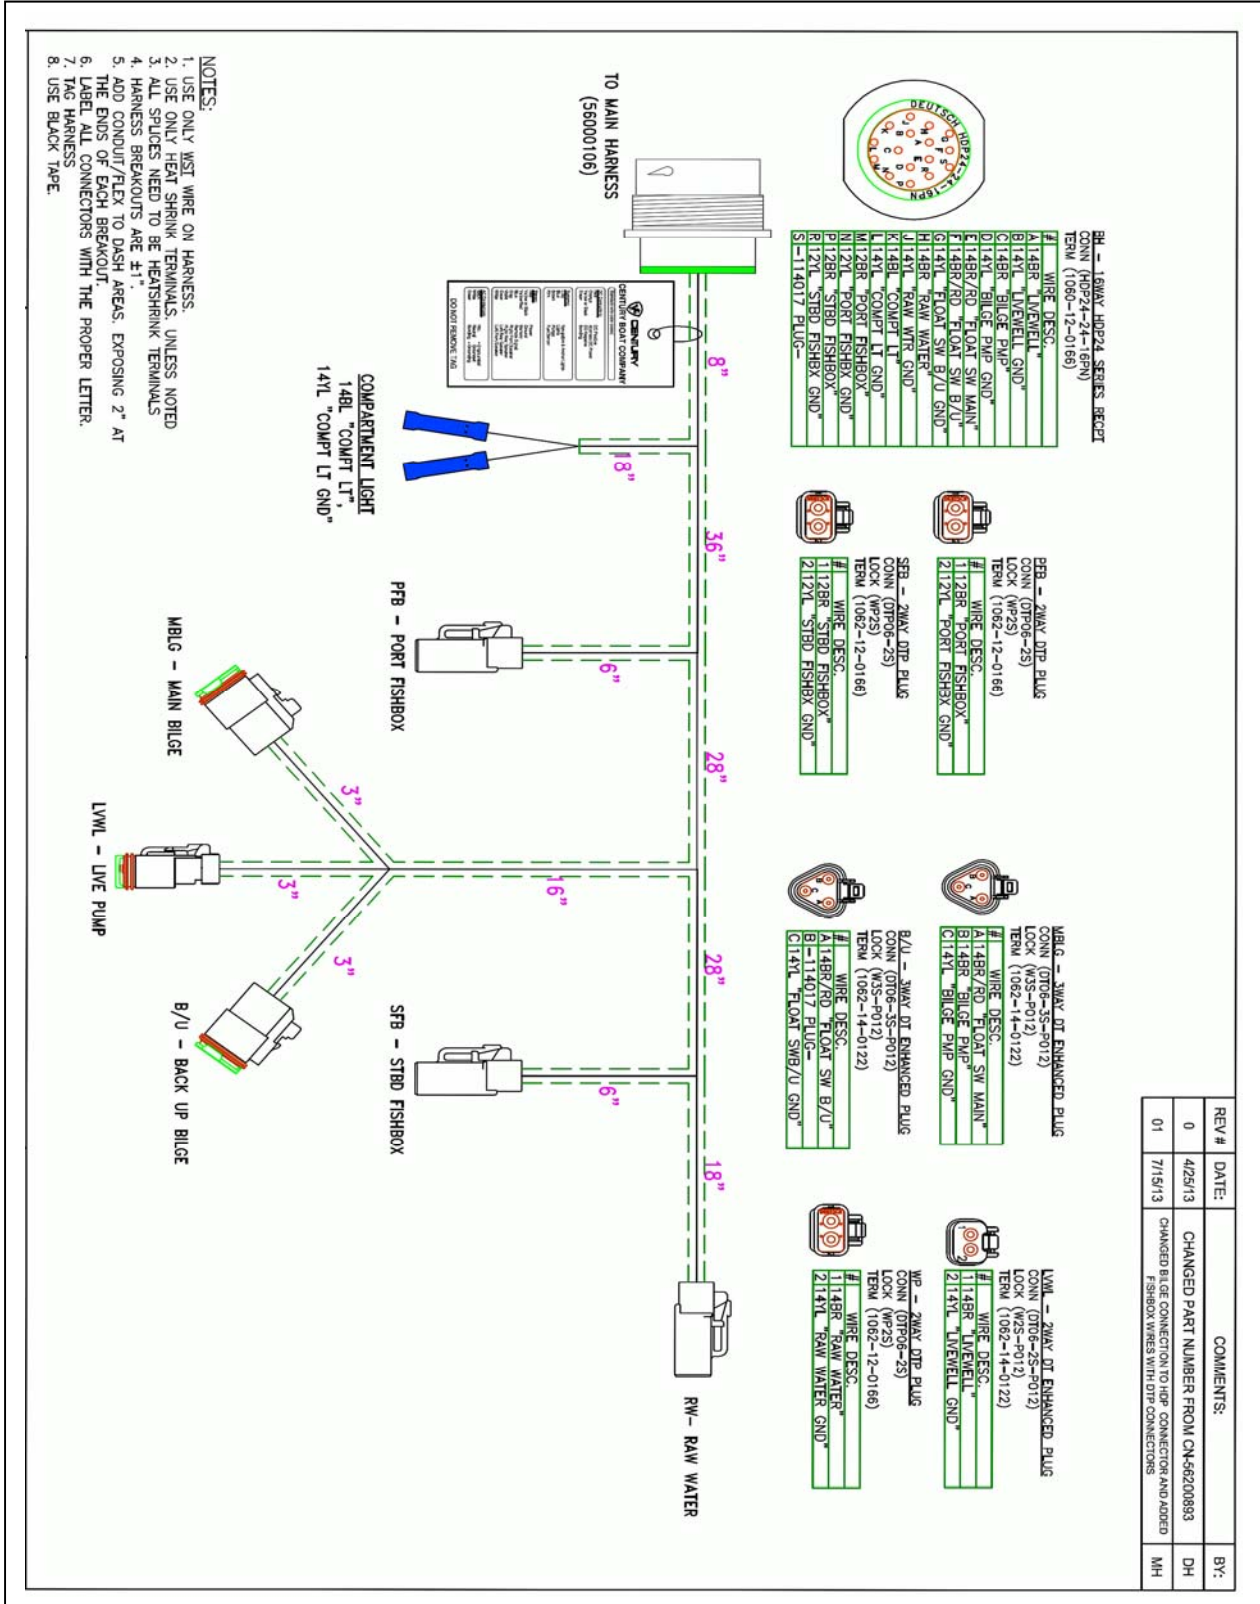 REV # DATE: COMMENTS: BY:
0 4/25/13 CHANGED PART NUMBER FROM CN-56200893 DH
01 7/15/13 CHANGED BILGE CONNECTION TO HDP CONNECTOR AND ADDED FISHBOX WIRES WITH DTP CONNECTORS MH
BH - 16WAY HDP24 SERIES RECPT
CONN (HDP24-24-16PN)
TERM (1060-12-0166)
# WIRE DESC.
A 14BR "LIVEWELL"
B 14YL "LIVEWELL GND"
C 14BR "BILGE PMP"
D 14YL "BILGE PMP GND"
E 14BR/RD "FLOAT SW MAIN"
F 14BR/RD "FLOAT SW B/U"
G 14YL "FLOAT SW B/U GND"
H 14BR "RAW WATER"
J 14YL "RAW WTR GND"
K 14BL "COMPT LT"
L 14YL "COMPT LT GND"
M 12BR "PORT FISHBOX"
N 12YL "PORT FISHBX GND"
P 12BR "STBD FISHBOX"
R 12YL "STBD FISHBX GND"
S -114017 PLUG-
DEUTSCH HDP24-24-16PN
G F S
H R
J A E
B D P
K C N
L M
PFB - 2WAY DTP PLUG
CONN (DTP06-2S)
LOCK (WP2S)
TERM (1062-12-0166)
# WIRE DESC.
1 12BR "PORT FISHBOX"
2 12YL "PORT FISHBX GND"
SFB - 2WAY DTP PLUG
CONN (DTP06-2S)
LOCK (WP2S)
TERM (1062-12-0166)
# WIRE DESC.
1 12BR "STBD FISHBOX"
2 12YL "STBD FISHBX GND"
MBLG - 3WAY DT ENHANCED PLUG
CONN (DT06-3S-P012)
LOCK (W3S-P012)
TERM (1062-14-0122)
# WIRE DESC.
A 14BR/RD "FLOAT SW MAIN"
B 14BR "BILGE PMP"
C 14YL "BILGE PMP GND"
B C A
B/U - 3WAY DT ENHANCED PLUG
CONN (DT06-3S-P012)
LOCK (W3S-P012)
TERM (1062-14-0122)
# WIRE DESC.
A 14BR/RD "FLOAT SW B/U"
B -114017 PLUG-
C 14YL "FLOAT SWB/U GND"
B C A
LVWL - 2WAY DT ENHANCED PLUG
CONN (DT06-2S-P012)
LOCK (W2S-P012)
TERM (1062-14-0122)
# WIRE DESC.
1 14BR "LIVEWELL"
2 14YL "LIVEWELL GND"
1 2
WP - 2WAY DTP PLUG
CONN (DTP06-2S)
LOCK (WP2S)
TERM (1062-12-0166)
# WIRE DESC.
1 14BR "RAW WATER"
2 14YL "RAW WATER GND"
TO MAIN HARNESS
(56000106)
CENTURY
CENTURY BOAT COMPANY
DO NOT REMOVE TAG
8"
36"
28"
28"
18"
18"
6"
16"
6"
3"
3"
3"
COMPARTMENT LIGHT
14BL "COMPT LT",
14YL "COMPT LT GND"
PFB - PORT FISHBOX
SFB - STBD FISHBOX
RW- RAW WATER
MBLG - MAIN BILGE
LVWL - LIVE PUMP
B/U - BACK UP BILGE
NOTES:
1. USE ONLY WST WIRE ON HARNESS.
2. USE ONLY HEAT SHRINK TERMINALS, UNLESS NOTED
3. ALL SPLICES NEED TO BE HEATSHRINK TERMINALS
4. HARNESS BREAKOUTS ARE ±1".
5. ADD CONDUIT/FLEX TO DASH AREAS. EXPOSING 2" AT
THE ENDS OF EACH BREAKOUT.
6. LABEL ALL CONNECTORS WITH THE PROPER LETTER.
7. TAG HARNESS
8. USE BLACK TAPE.